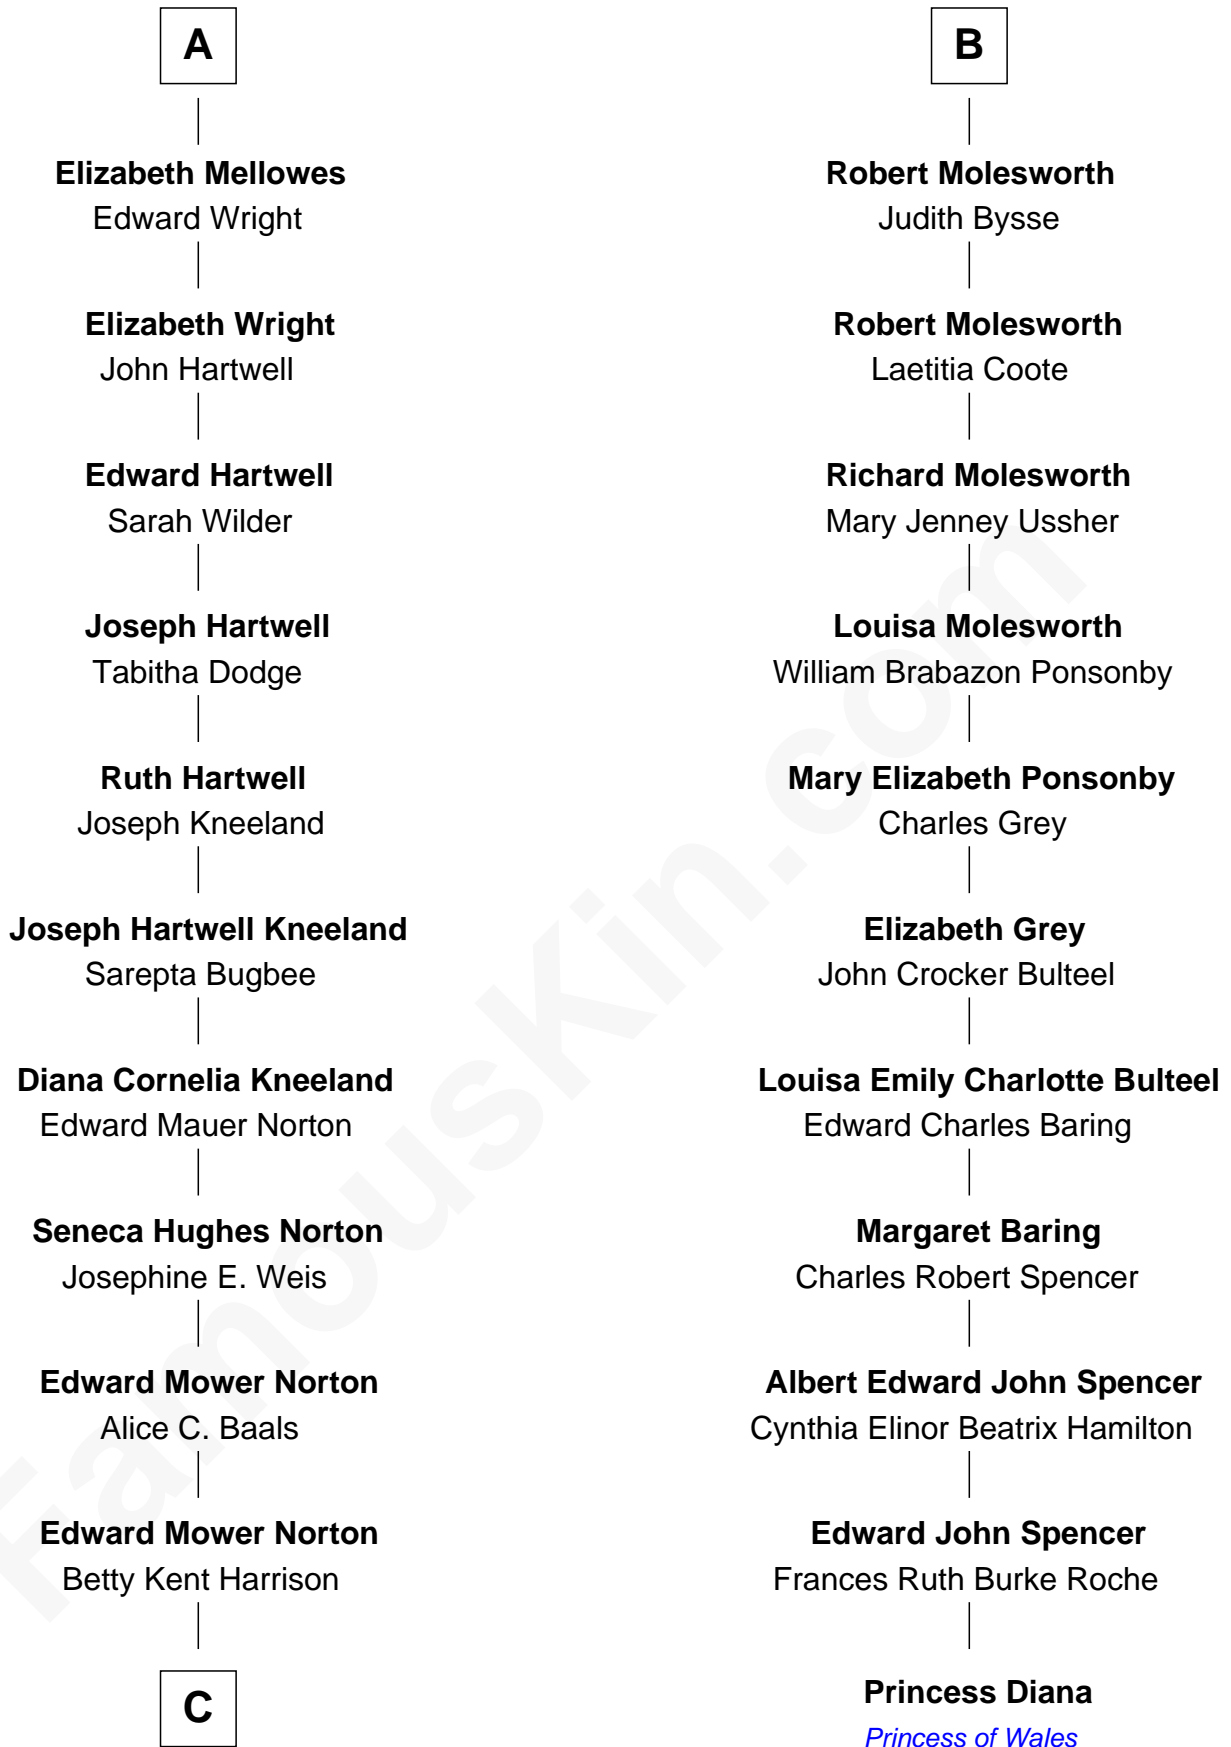 A
Elizabeth Mellowes
Edward Wright
Elizabeth Wright
John Hartwell
Edward Hartwell
Sarah Wilder
Joseph Hartwell
Tabitha Dodge
Ruth Hartwell
Joseph Kneeland
Joseph Hartwell Kneeland
Sarepta Bugbee
Diana Cornelia Kneeland
Edward Mauer Norton
Seneca Hughes Norton
Josephine E. Weis
Edward Mower Norton
Alice C. Baals
Edward Mower Norton
Betty Kent Harrison
C
B
Robert Molesworth
Judith Bysse
Robert Molesworth
Laetitia Coote
Richard Molesworth
Mary Jenney Ussher
Louisa Molesworth
William Brabazon Ponsonby
Mary Elizabeth Ponsonby
Charles Grey
Elizabeth Grey
John Crocker Bulteel
Louisa Emily Charlotte Bulteel
Edward Charles Baring
Margaret Baring
Charles Robert Spencer
Albert Edward John Spencer
Cynthia Elinor Beatrix Hamilton
Edward John Spencer
Frances Ruth Burke Roche
Princess Diana
Princess of Wales
FamousKin.com